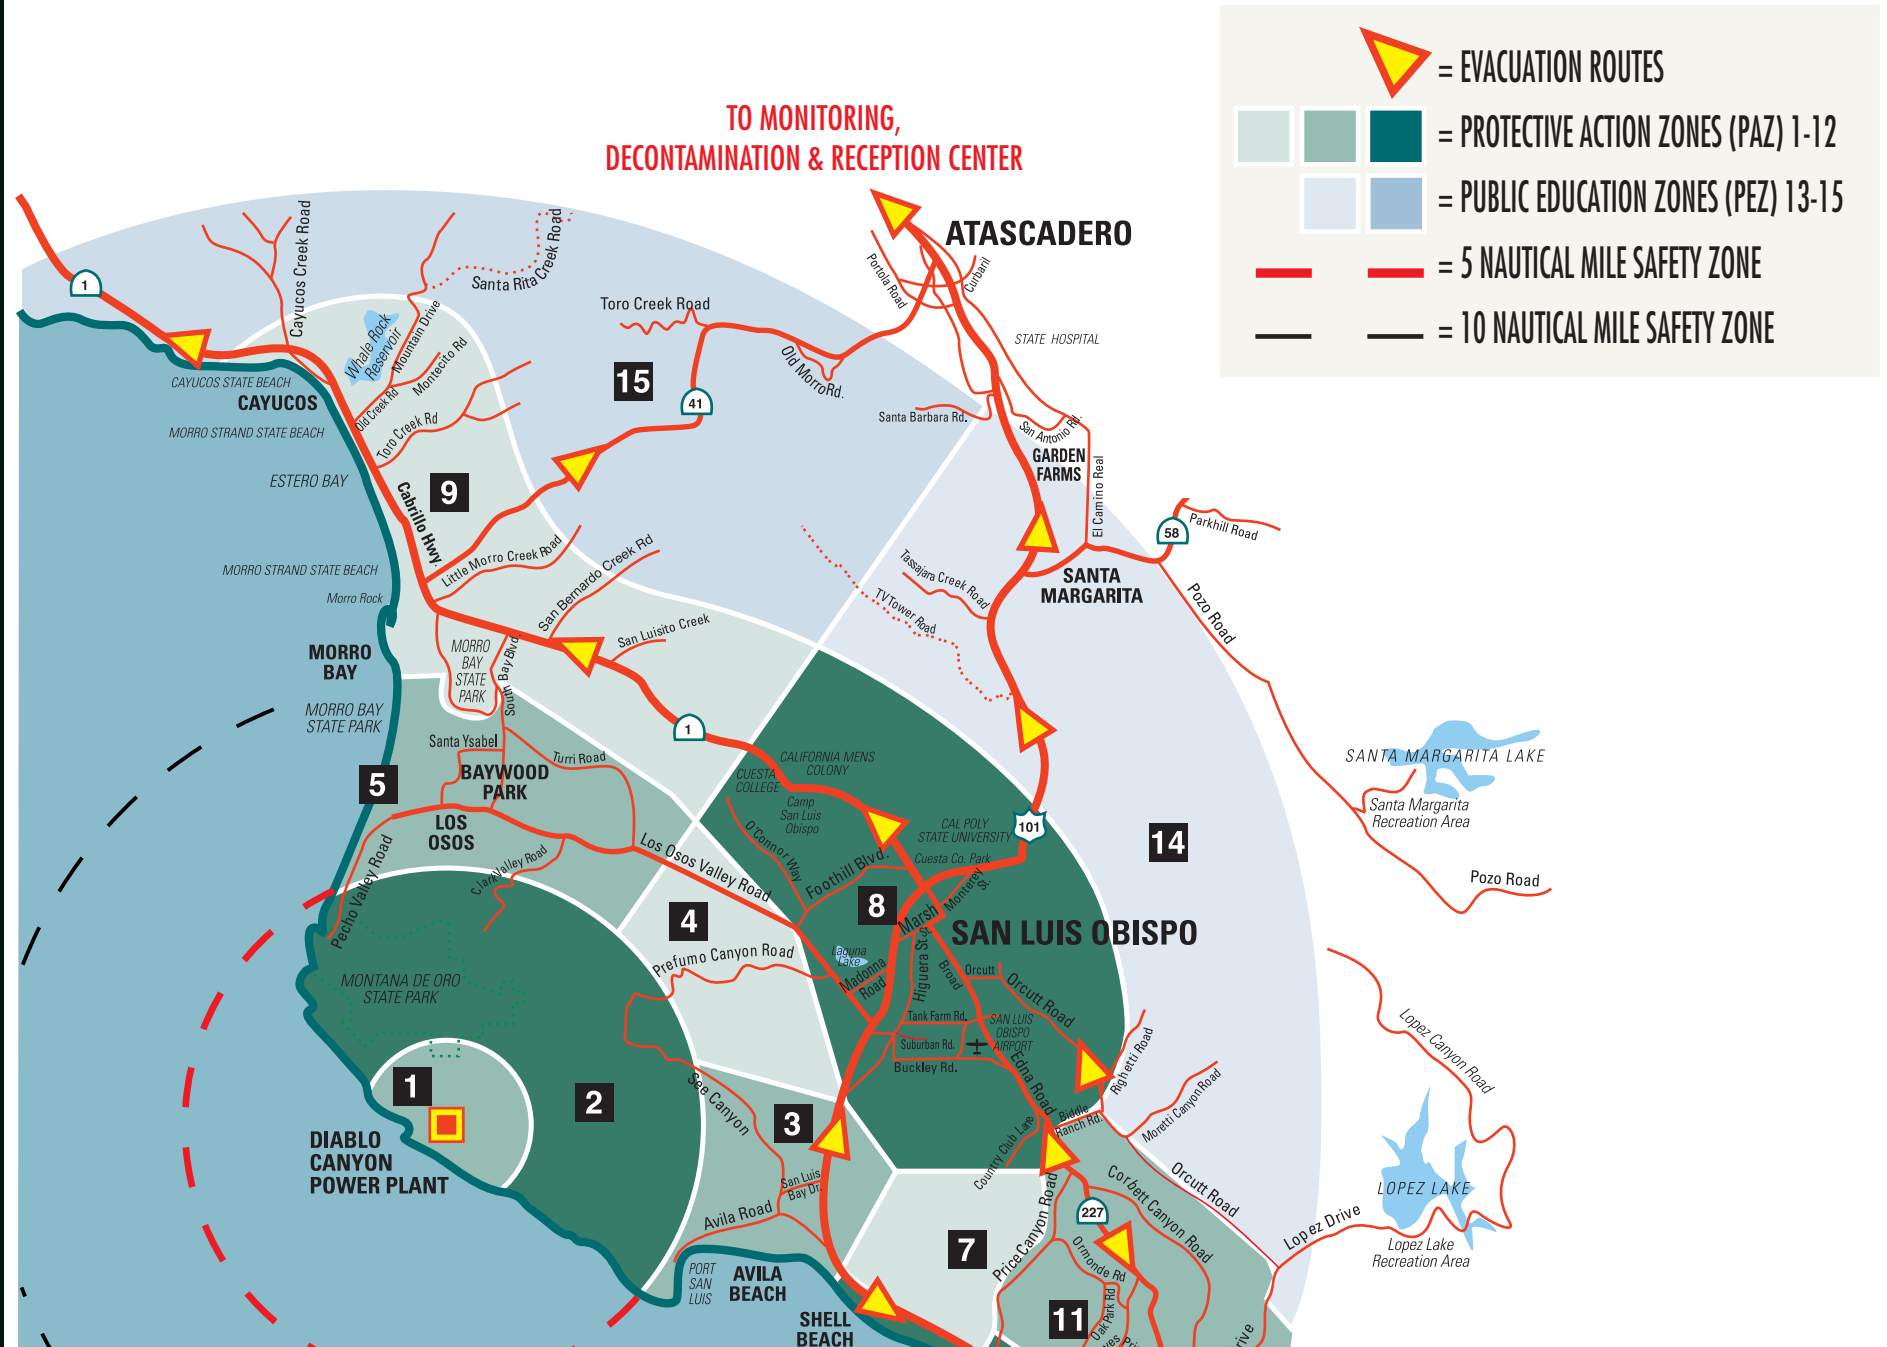 = EVACUATION ROUTES
= PROTECTIVE ACTION ZONES (PAZ) 1-12
= PUBLIC EDUCATION ZONES (PEZ) 13-15
= 5 NAUTICAL MILE SAFETY ZONE
= 10 NAUTICAL MILE SAFETY ZONE
TO MONITORING,
DECONTAMINATION & RECEPTION CENTER
ATASCADERO
Portola Road
Curbaril
STATE HOSPITAL
Cayucos Creek Road
Santa Rita Creek Road
1
Whale Rock
Reservoir
Mountain Drive
Montecito Rd
Old Creek Rd
Toro Creek Rd
Toro Creek Road
Old Morro Rd.
15
41
Santa Barbara Rd.
San Antonio Rd.
GARDEN
FARMS
El Camino Real
CAYUCOS STATE BEACH
CAYUCOS
MORRO STRAND STATE BEACH
ESTERO BAY
9
Cabrillo Hwy.
Little Morro Creek Road
San Bernardo Creek Rd
San Luisito Creek
MORRO STRAND STATE BEACH
Morro Rock
58
Parkhill Road
SANTA
MARGARITA
Pozo Road
Tassajara Creek Road
TV Tower Road
MORRO
BAY
MORRO BAY
STATE PARK
MORRO
BAY
STATE
PARK
South Bay Blvd.
Santa Ysabel
Turri Road
5
BAYWOOD
PARK
LOS
OSOS
Clark Valley Road
Pecho Valley Road
Los Osos Valley Road
1
CALIFORNIA MENS
COLONY
CUESTA
COLLEGE
Camp
San Luis
Obispo
O'Connor Way
Foothill Blvd.
CAL POLY
STATE UNIVERSITY
Cuesta Co. Park
101
14
SANTA MARGARITA LAKE
Santa Margarita
Recreation Area
Pozo Road
8
Marsh
Monterey
St.
SAN LUIS OBISPO
4
Prefumo Canyon Road
Laguna
Lake
Madonna
Road
Higuera St.
Broad
Orcutt
Orcutt Road
Tank Farm Rd.
SAN LUIS
OBISPO
AIRPORT
Suburban Rd.
Buckley Rd.
Edna Road
Righetti Road
Biddle
Ranch Rd.
Moretti Canyon Road
Country Club Lane
Lopez Canyon Road
MONTANA DE ORO
STATE PARK
1
2
3
See Canyon
DIABLO
CANYON
POWER PLANT
San Luis
Bay Dr.
Avila Road
PORT
SAN
LUIS
AVILA
BEACH
SHELL
BEACH
7
Price Canyon Road
227
Corbett Canyon Road
Orcutt Road
Ormonde Rd
Oak Park Rd
11
Lopez Drive
LOPEZ LAKE
Lopez Lake
Recreation Area